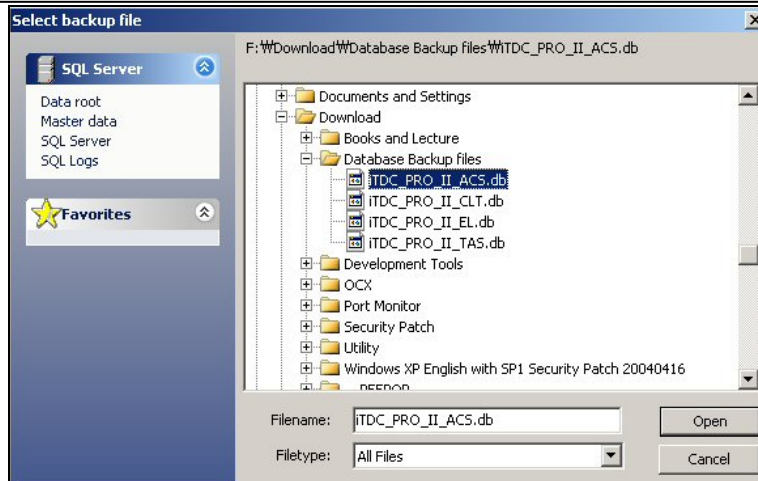 Select backup file
F:₩Download₩Database Backup files₩iTDC_PRO_II_ACS.db
SQL Server
Data root
Master data
SQL Server
SQL Logs
Favorites
Documents and Settings
Download
Books and Lecture
Database Backup files
iTDC_PRO_II_ACS.db
iTDC_PRO_II_CLT.db
iTDC_PRO_II_EL.db
iTDC_PRO_II_TAS.db
Development Tools
OCX
Port Monitor
Security Patch
Utility
Windows XP English with SP1 Security Patch 20040416
Filename: iTDC_PRO_II_ACS.db Open
Filetype: All Files Cancel